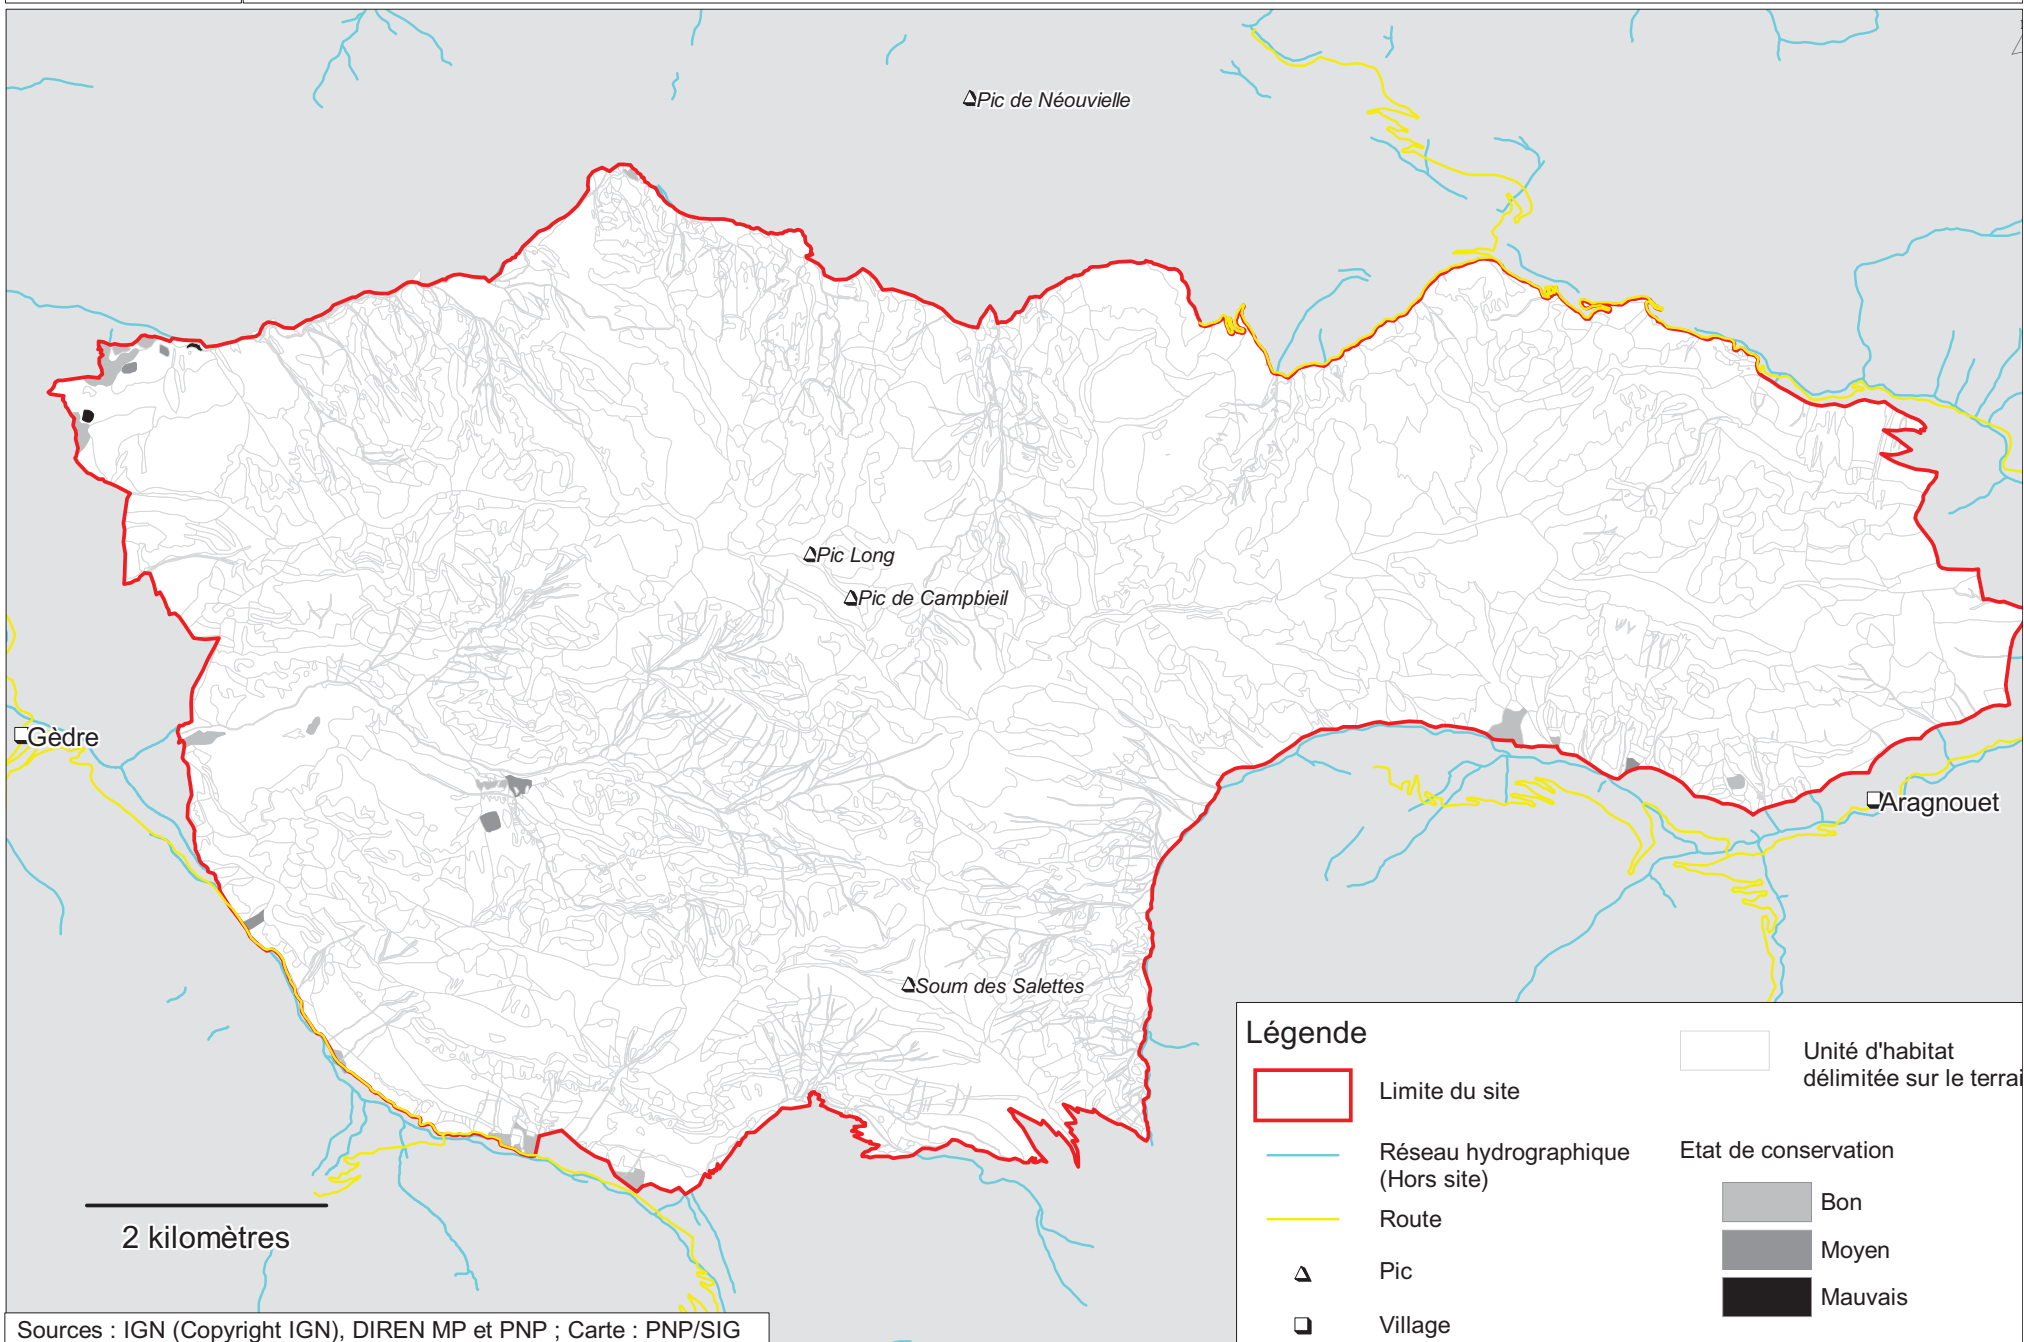 Pic de Néouvielle
Pic Long
Pic de Campbieil
Gèdre
Aragnouet
Soum des Salettes
2 kilomètres
Légende
Limite du site
Réseau hydrographique
(Hors site)
Route
Pic
Village
Unité d'habitat
délimitée sur le terrai
Etat de conservation
Bon
Moyen
Mauvais
Sources : IGN (Copyright IGN), DIREN MP et PNP ; Carte : PNP/SIG